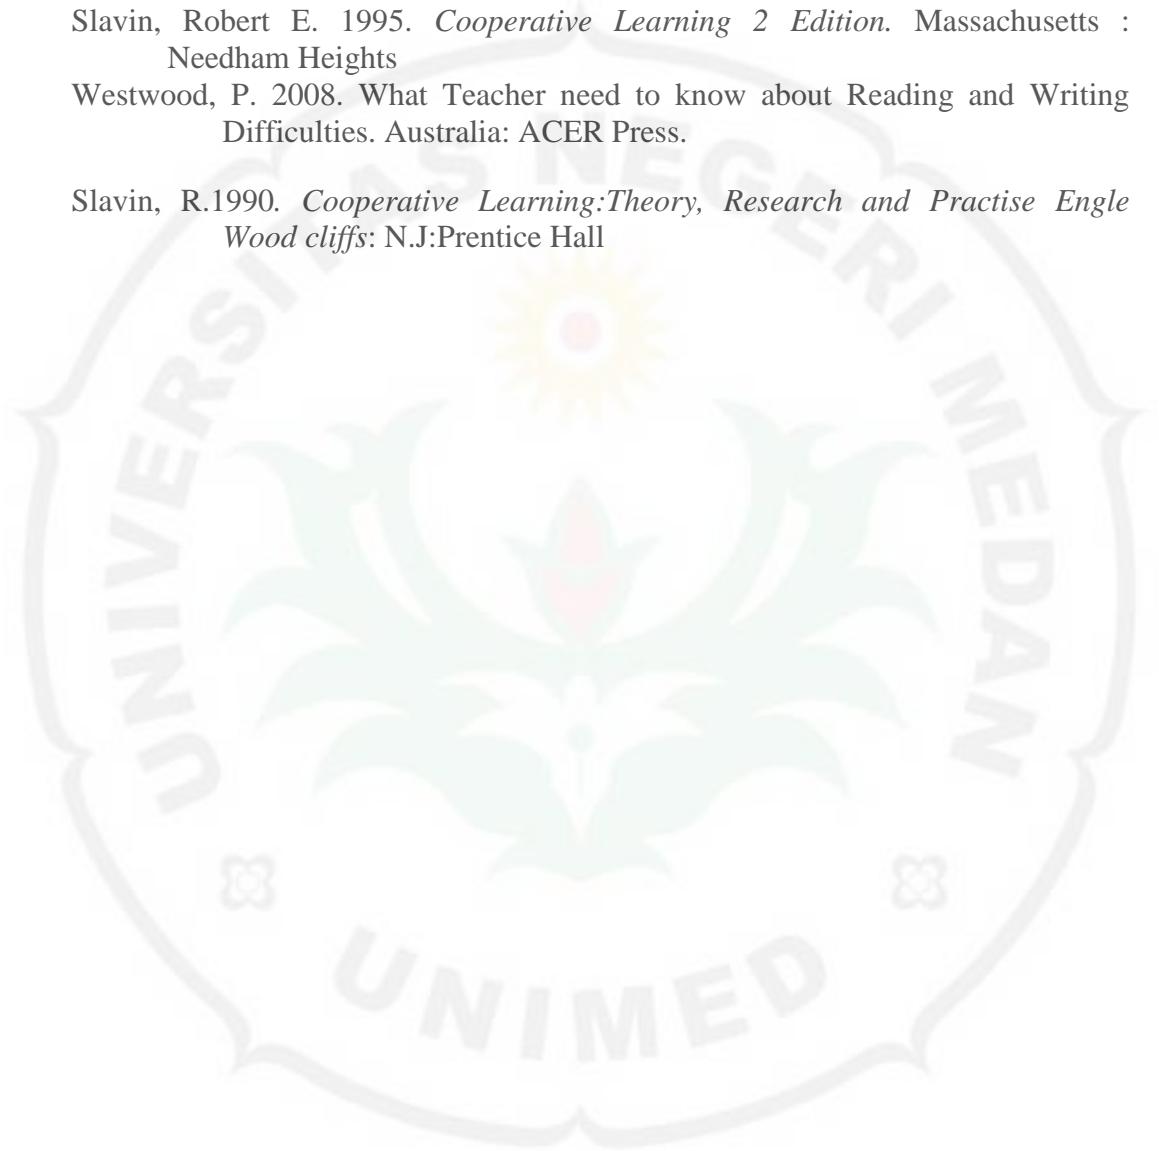 Slavin, Robert E. 1995. Cooperative Learning 2 Edition. Massachusetts :
Needham Heights
Westwood, P. 2008. What Teacher need to know about Reading and Writing
Difficulties. Australia: ACER Press.
Slavin, R.1990. Cooperative Learning:Theory, Research and Practise Engle
Wood cliffs: N.J:Prentice Hall
UNIVERSITAS NEGERI MEDAN
UNIMED